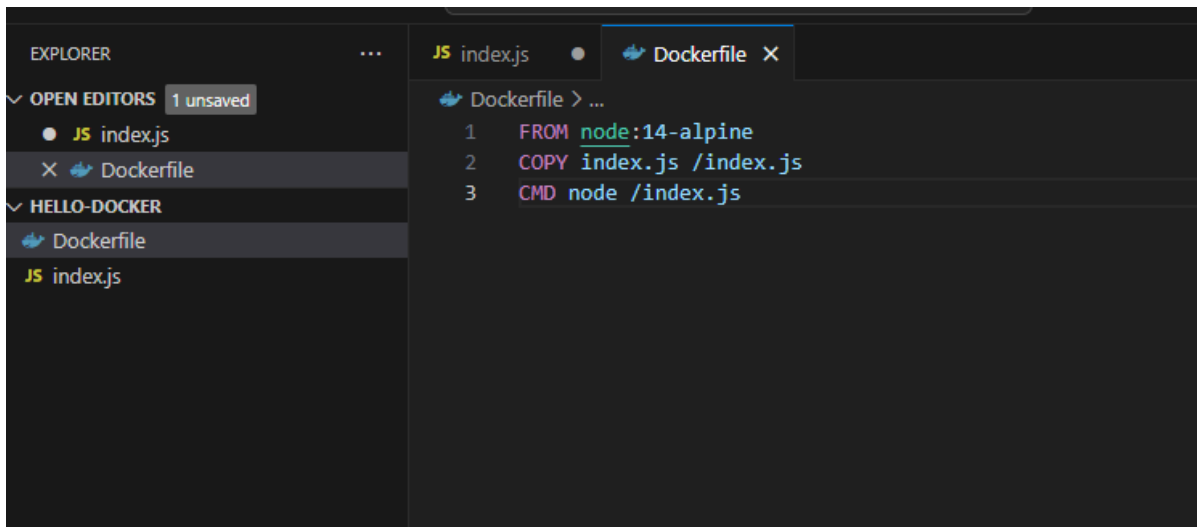 EXPLORER
···
OPEN EDITORS 1 unsaved
JS index.js
Dockerfile
HELLO-DOCKER
Dockerfile
JS index.js
JS index.js
Dockerfile
Dockerfile > ...
1 FROM node:14-alpine
2 COPY index.js /index.js
3 CMD node /index.js